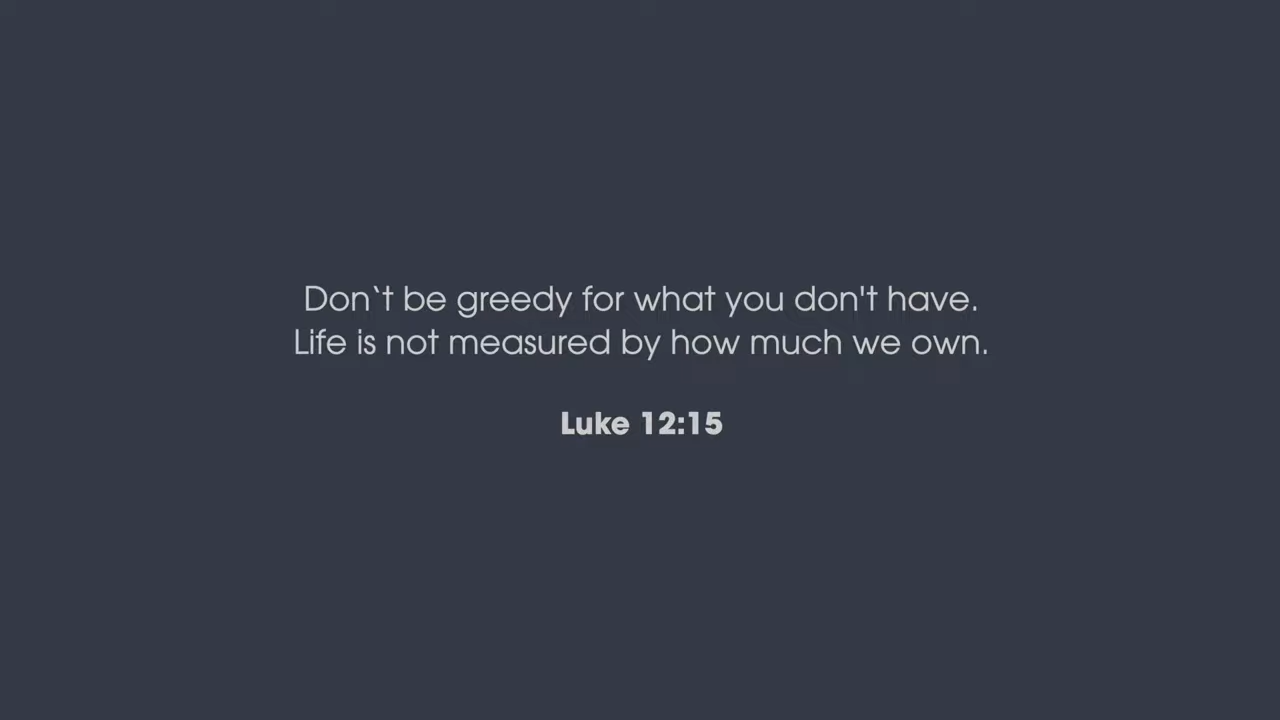 Don‘t be greedy for what you don't have.
Life is not measured by how much we own.
Luke 12:15